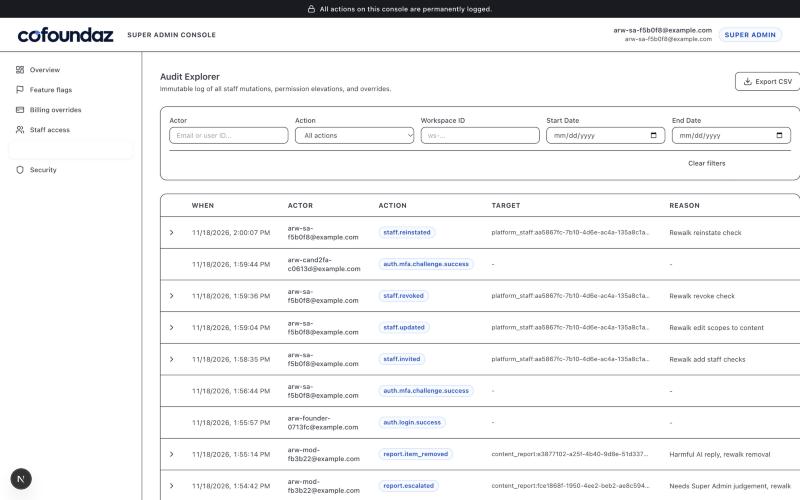 All actions on this console are permanently logged.
cofoundaz
SUPER ADMIN CONSOLE
arw-sa-f5b0f8@example.com
arw-sa-f5b0f8@example.com
SUPER ADMIN
Overview
Feature flags
Billing overrides
Staff access
Security
Audit Explorer
Immutable log of all staff mutations, permission elevations, and overrides.
Export CSV
Actor
Action
Workspace ID
Start Date
End Date
Email or user ID...
All actions
ws-...
mm/dd/yyyy
mm/dd/yyyy
Clear filters
WHEN ACTOR ACTION TARGET REASON
11/18/2026, 2:00:07 PM arw-sa-
f5b0f8@example.com staff.reinstated platform_staff:aa5867fc-7b10-4d6e-ac4a-135a8c1a... Rewalk reinstate check
11/18/2026, 1:59:44 PM arw-cand2fa-
c0613d@example.com auth.mfa.challenge.success - -
11/18/2026, 1:59:36 PM arw-sa-
f5b0f8@example.com staff.revoked platform_staff:aa5867fc-7b10-4d6e-ac4a-135a8c1a... Rewalk revoke check
11/18/2026, 1:59:04 PM arw-sa-
f5b0f8@example.com staff.updated platform_staff:aa5867fc-7b10-4d6e-ac4a-135a8c1a... Rewalk edit scopes to content
11/18/2026, 1:58:35 PM arw-sa-
f5b0f8@example.com staff.invited platform_staff:aa5867fc-7b10-4d6e-ac4a-135a8c1a... Rewalk add staff checks
11/18/2026, 1:56:44 PM arw-sa-
f5b0f8@example.com auth.mfa.challenge.success - -
11/18/2026, 1:55:57 PM arw-founder-
0713fc@example.com auth.login.success - -
11/18/2026, 1:55:14 PM arw-mod-
fb3b22@example.com report.item_removed content_report:e3877102-a25f-4b40-9d8e-51d337... Harmful AI reply, rewalk removal
11/18/2026, 1:54:42 PM arw-mod-
fb3b22@example.com report.escalated content_report:fce1868f-1950-4ee2-beb2-ae8c594... Needs Super Admin judgement, rewalk
N